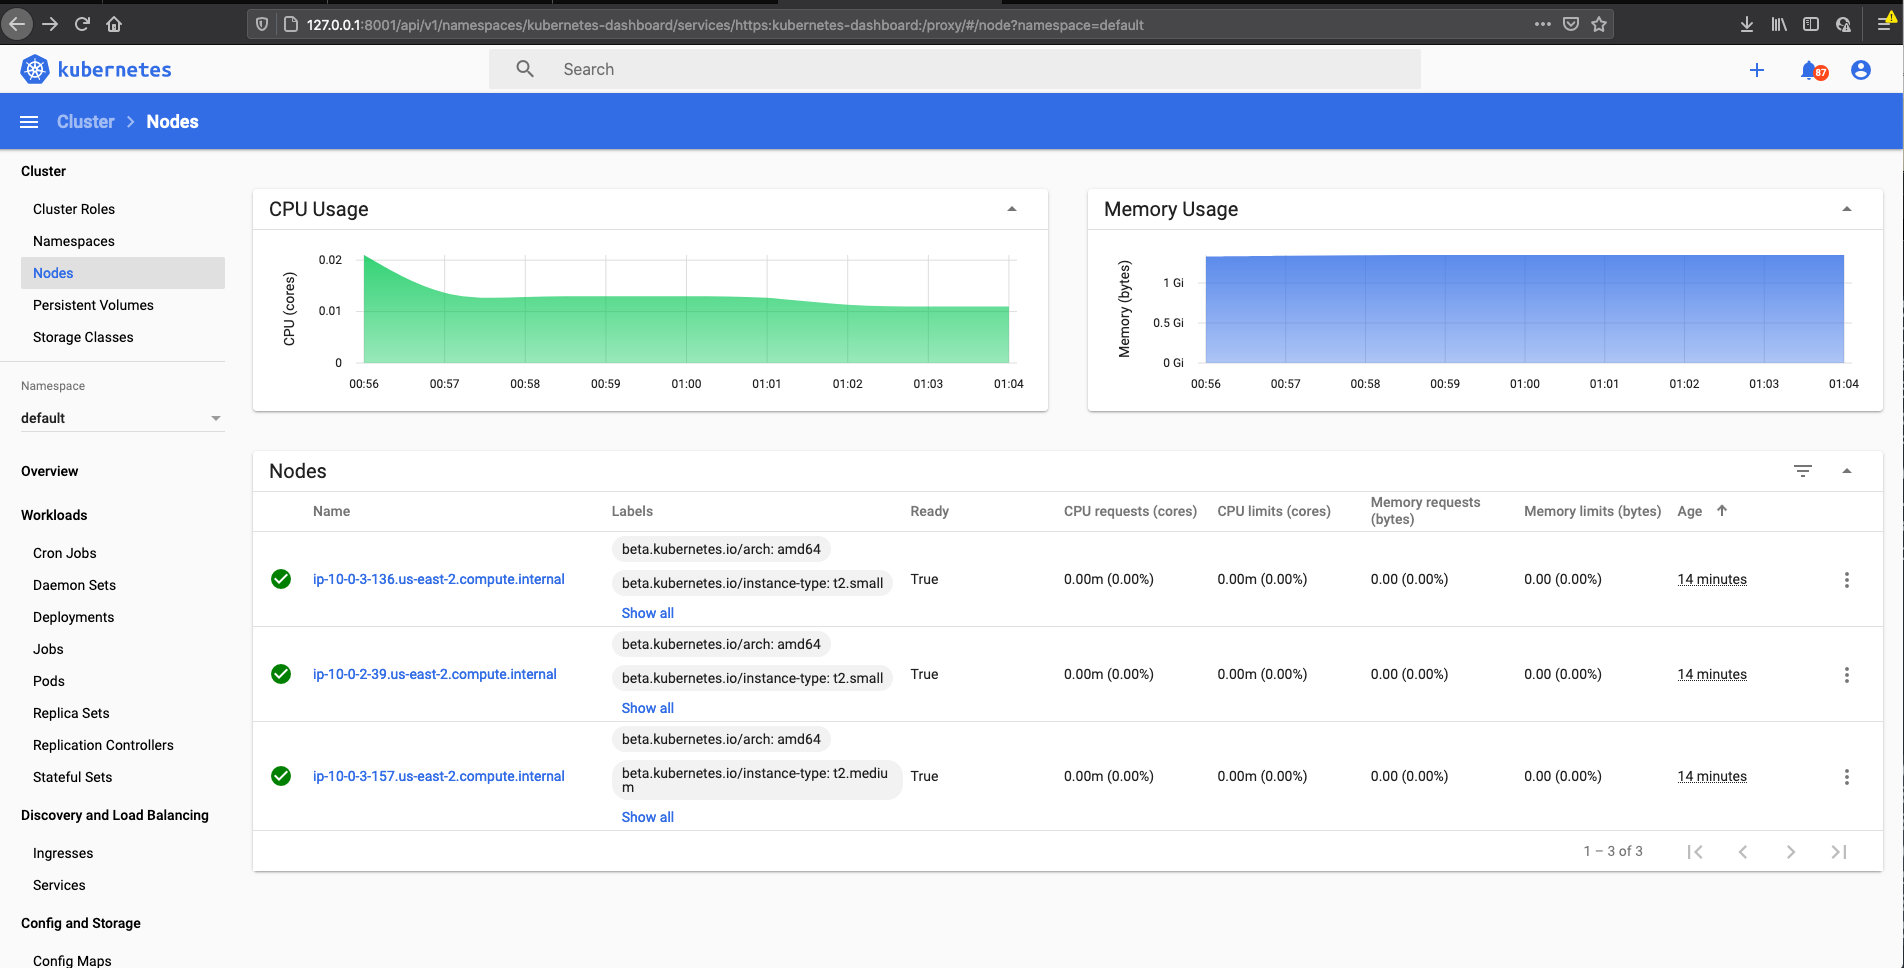 127.0.0.1:8001/api/v1/namespaces/kubernetes-dashboard/services/https:kubernetes-dashboard:/proxy/#/node?namespace=default
kubernetes
Search
87
Cluster
Nodes
Cluster
Cluster Roles
Namespaces
Nodes
Persistent Volumes
Storage Classes
Namespace
default
Overview
Workloads
Cron Jobs
Daemon Sets
Deployments
Jobs
Pods
Replica Sets
Replication Controllers
Stateful Sets
Discovery and Load Balancing
Ingresses
Services
Config and Storage
Config Maps
CPU Usage
CPU (cores)
0.02
0.01
0
00:56 00:57 00:58 00:59 01:00 01:01 01:02 01:03 01:04
Memory Usage
Memory (bytes)
1 Gi
0.5 Gi
0 Gi
00:56 00:57 00:58 00:59 01:00 01:01 01:02 01:03 01:04
Nodes
Name Labels Ready CPU requests (cores) CPU limits (cores) Memory requests (bytes) Memory limits (bytes) Age
beta.kubernetes.io/arch: amd64
ip-10-0-3-136.us-east-2.compute.internal beta.kubernetes.io/instance-type: t2.small True 0.00m (0.00%) 0.00m (0.00%) 0.00 (0.00%) 0.00 (0.00%) 14 minutes
Show all
beta.kubernetes.io/arch: amd64
ip-10-0-2-39.us-east-2.compute.internal beta.kubernetes.io/instance-type: t2.small True 0.00m (0.00%) 0.00m (0.00%) 0.00 (0.00%) 0.00 (0.00%) 14 minutes
Show all
beta.kubernetes.io/arch: amd64
ip-10-0-3-157.us-east-2.compute.internal beta.kubernetes.io/instance-type: t2.mediu
m True 0.00m (0.00%) 0.00m (0.00%) 0.00 (0.00%) 0.00 (0.00%) 14 minutes
Show all
1 – 3 of 3